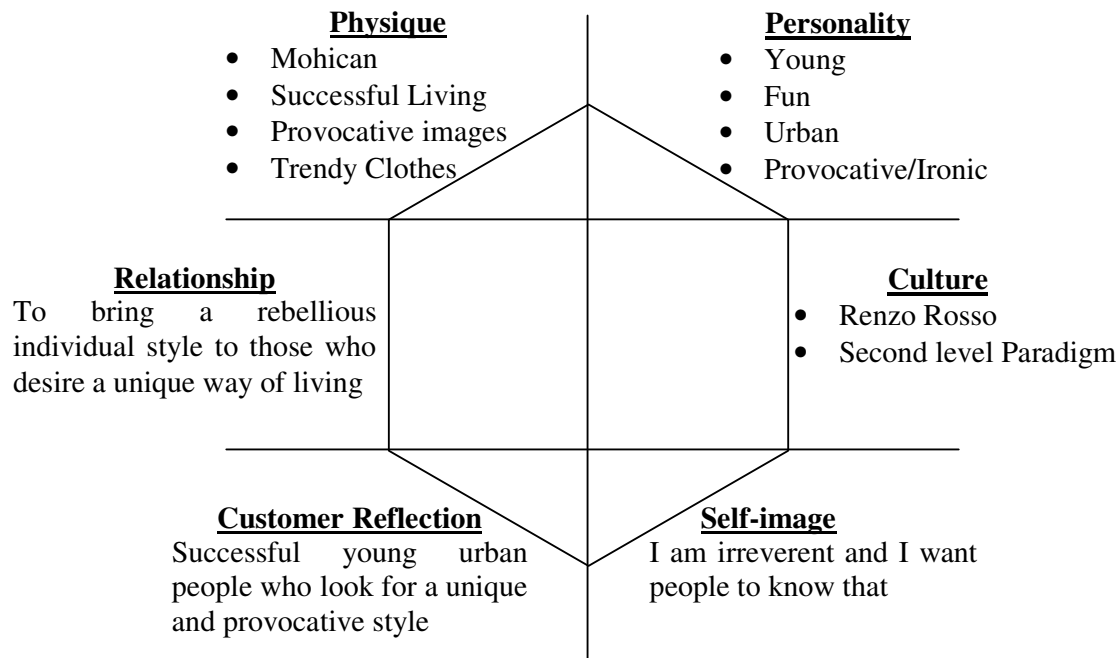 Physique
• Mohican
• Successful Living
• Provocative images
• Trendy Clothes
Personality
• Young
• Fun
• Urban
• Provocative/Ironic
Relationship
To bring a rebellious
individual style to those who
desire a unique way of living
Culture
• Renzo Rosso
• Second level Paradigm
Customer Reflection
Successful young urban
people who look for a unique
and provocative style
Self-image
I am irreverent and I want
people to know that